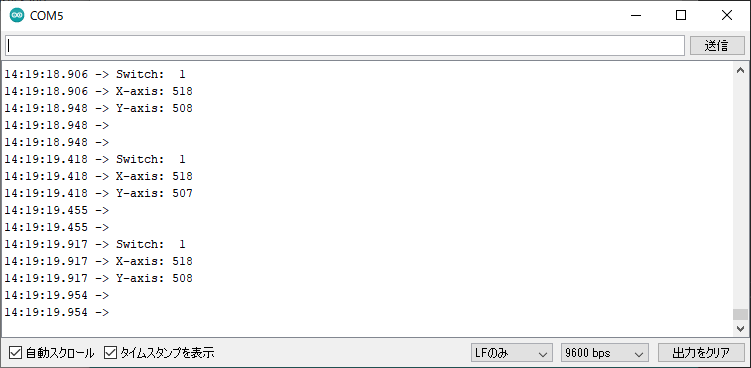 COM5
送信
14:19:18.906 -> Switch:  1
14:19:18.906 -> X-axis: 518
14:19:18.948 -> Y-axis: 508
14:19:18.948 ->
14:19:18.948 ->
14:19:19.418 -> Switch:  1
14:19:19.418 -> X-axis: 518
14:19:19.418 -> Y-axis: 507
14:19:19.455 ->
14:19:19.455 ->
14:19:19.917 -> Switch:  1
14:19:19.917 -> X-axis: 518
14:19:19.917 -> Y-axis: 508
14:19:19.954 ->
14:19:19.954 ->
自動スクロール タイムスタンプを表示 LFのみ 9600 bps 出力をクリア